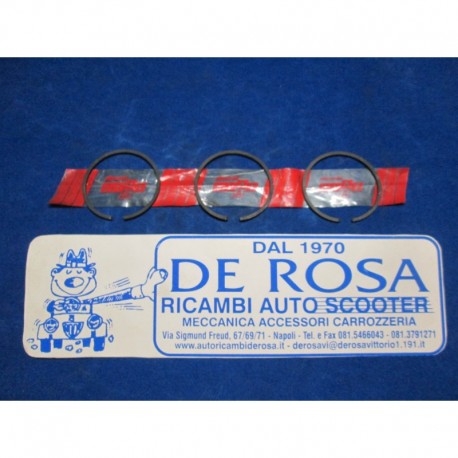 DAL 1970
DE ROSA
RICAMBI AUTO SCOOTER
MECCANICA ACCESSORI CARROZZERIA
Via Sigmund Freud, 67/69/71 - Napoli - Tel. e Fax 081.5466043 - 081.3791271
www.autoricambiderosa.it - derosavi@derosavittorio1.191.it